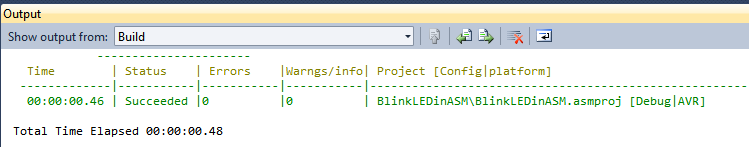 Output
Show output from: Build
Time | Status | Errors |Warngs/info| Project [Config|platform]
00:00:00.46 | Succeeded |0 |0 | BlinkLEDinASM\BlinkLEDinASM.asmproj [Debug|AVR]
Total Time Elapsed 00:00:00.48